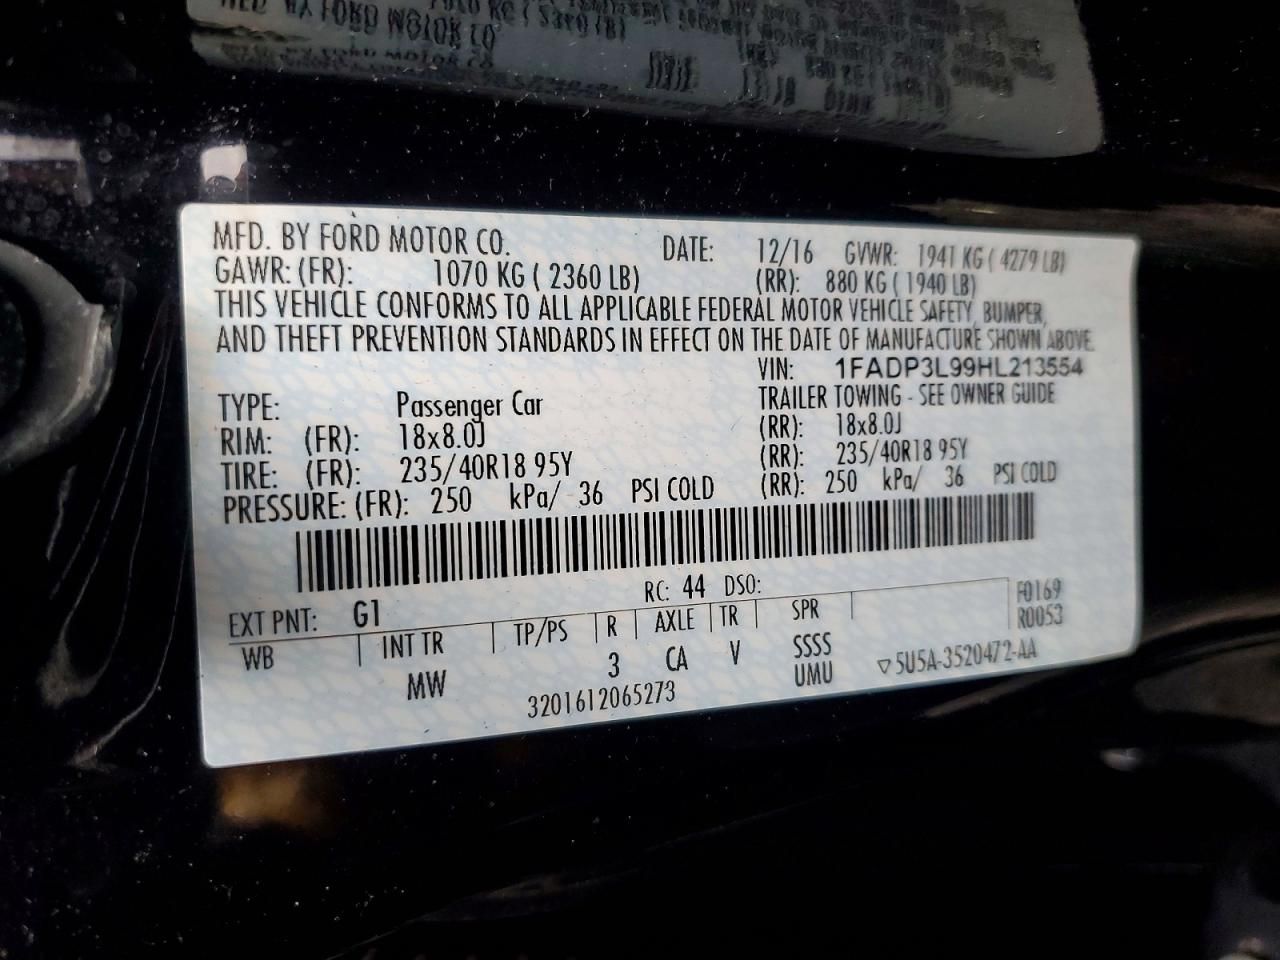 MFD. BY FORD MOTOR CO. DATE: 12/16 GVWR: 1941 KG ( 4279 LB)
GAWR: (FR): 1070 KG ( 2360 LB) (RR): 880 KG ( 1940 LB)
THIS VEHICLE CONFORMS TO ALL APPLICABLE FEDERAL MOTOR VEHICLE SAFETY, BUMPER,
AND THEFT PREVENTION STANDARDS IN EFFECT ON THE DATE OF MANUFACTURE SHOWN ABOVE.
VIN: 1FADP3L99HL213554
TYPE: Passenger Car TRAILER TOWING - SEE OWNER GUIDE
RIM: (FR): 18x8.0J (RR): 18x8.0J
TIRE: (FR): 235/40R18 95Y (RR): 235/40R18 95Y
PRESSURE: (FR): 250 kPa/ 36 PSI COLD (RR): 250 kPa/ 36 PSI COLD
EXT PNT: G1 RC: 44 DSO: F0169
R0053
WB INT TR TP/PS R AXLE TR SPR
MW 3 CA V SSSS
UMU
3201612065273 ▽5U5A-3520472-AA